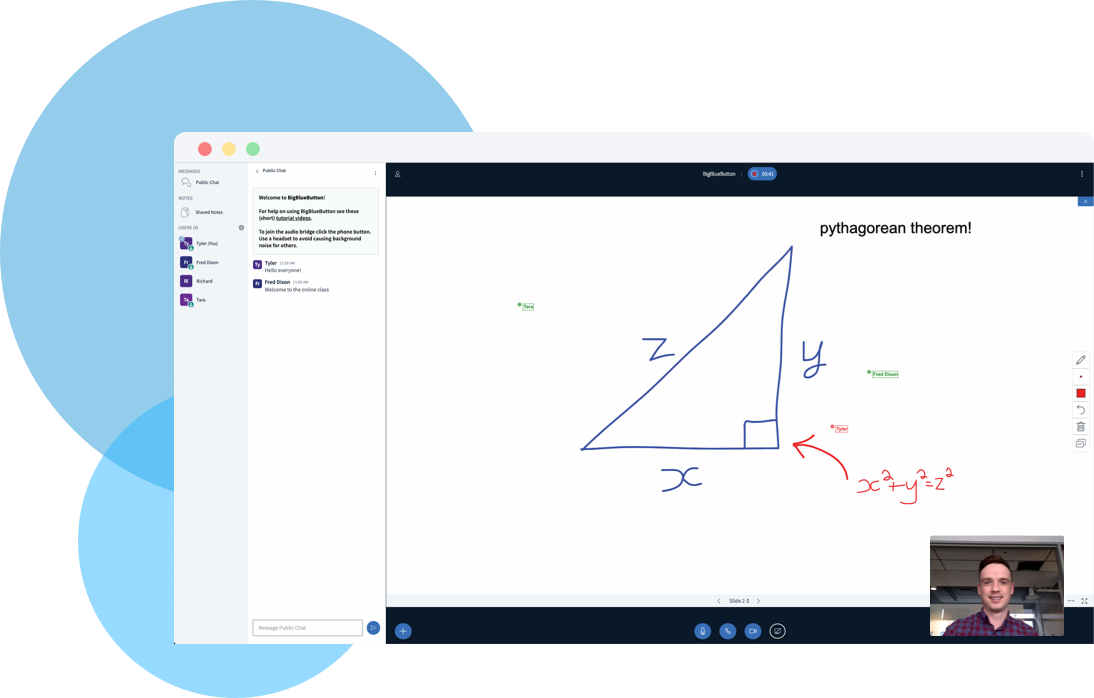 MESSAGES
Public Chat
NOTES
Shared Notes
USERS (4)
Ty Tyler (You)
Fr Fred Dixon
Ri Richard
Ta Tara
Public Chat
Welcome to BigBlueButton!
For help on using BigBlueButton see these
(short) tutorial videos.
To join the audio bridge click the phone button.
Use a headset to avoid causing background
noise for others.
Ty Tyler 11:00 AM
Hello everyone!
Fr Fred Dixon 11:00 AM
Welcome to the online class
Message Public Chat
BigBlueButton 05:41
pythagorean theorem!
Tara
z
y
Fred Dixon
Tyler
x
x²+y²=z²
Slide 2